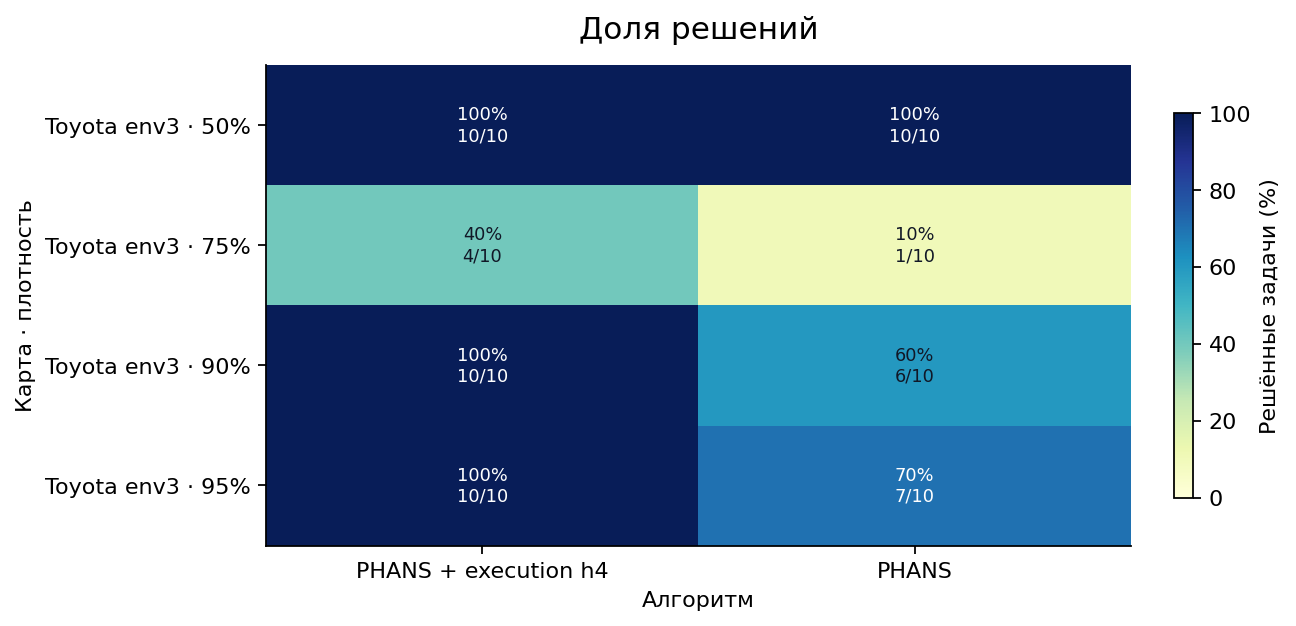 Доля решений
Toyota env3 · 50%
100%
10/10
100%
10/10
Toyota env3 · 75%
40%
4/10
10%
1/10
Toyota env3 · 90%
100%
10/10
60%
6/10
Toyota env3 · 95%
100%
10/10
70%
7/10
Карта · плотность
PHANS + execution h4
PHANS
Алгоритм
100
80
60
40
20
0
Решённые задачи (%)